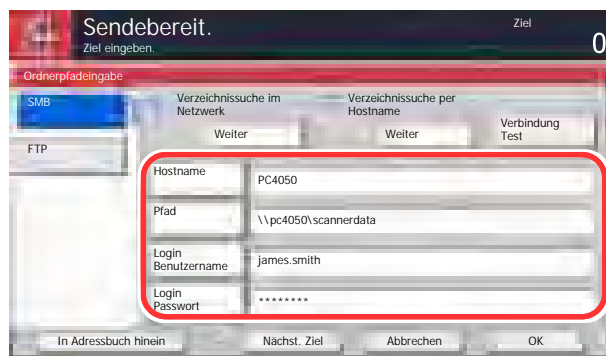 Sendebereit.
Ziel eingeben.
Ziel
0
Ordnerpfadeingabe
SMB
FTP
Verzeichnissuche im
Netzwerk
Weiter
Verzeichnissuche per
Hostname
Weiter
Verbindung
Test
Hostname
PC4050
Pfad
\\pc4050\scannerdata
Login
Benutzername
james.smith
Login
Passwort
********
In Adressbuch hinein
Nächst. Ziel
Abbrechen
OK